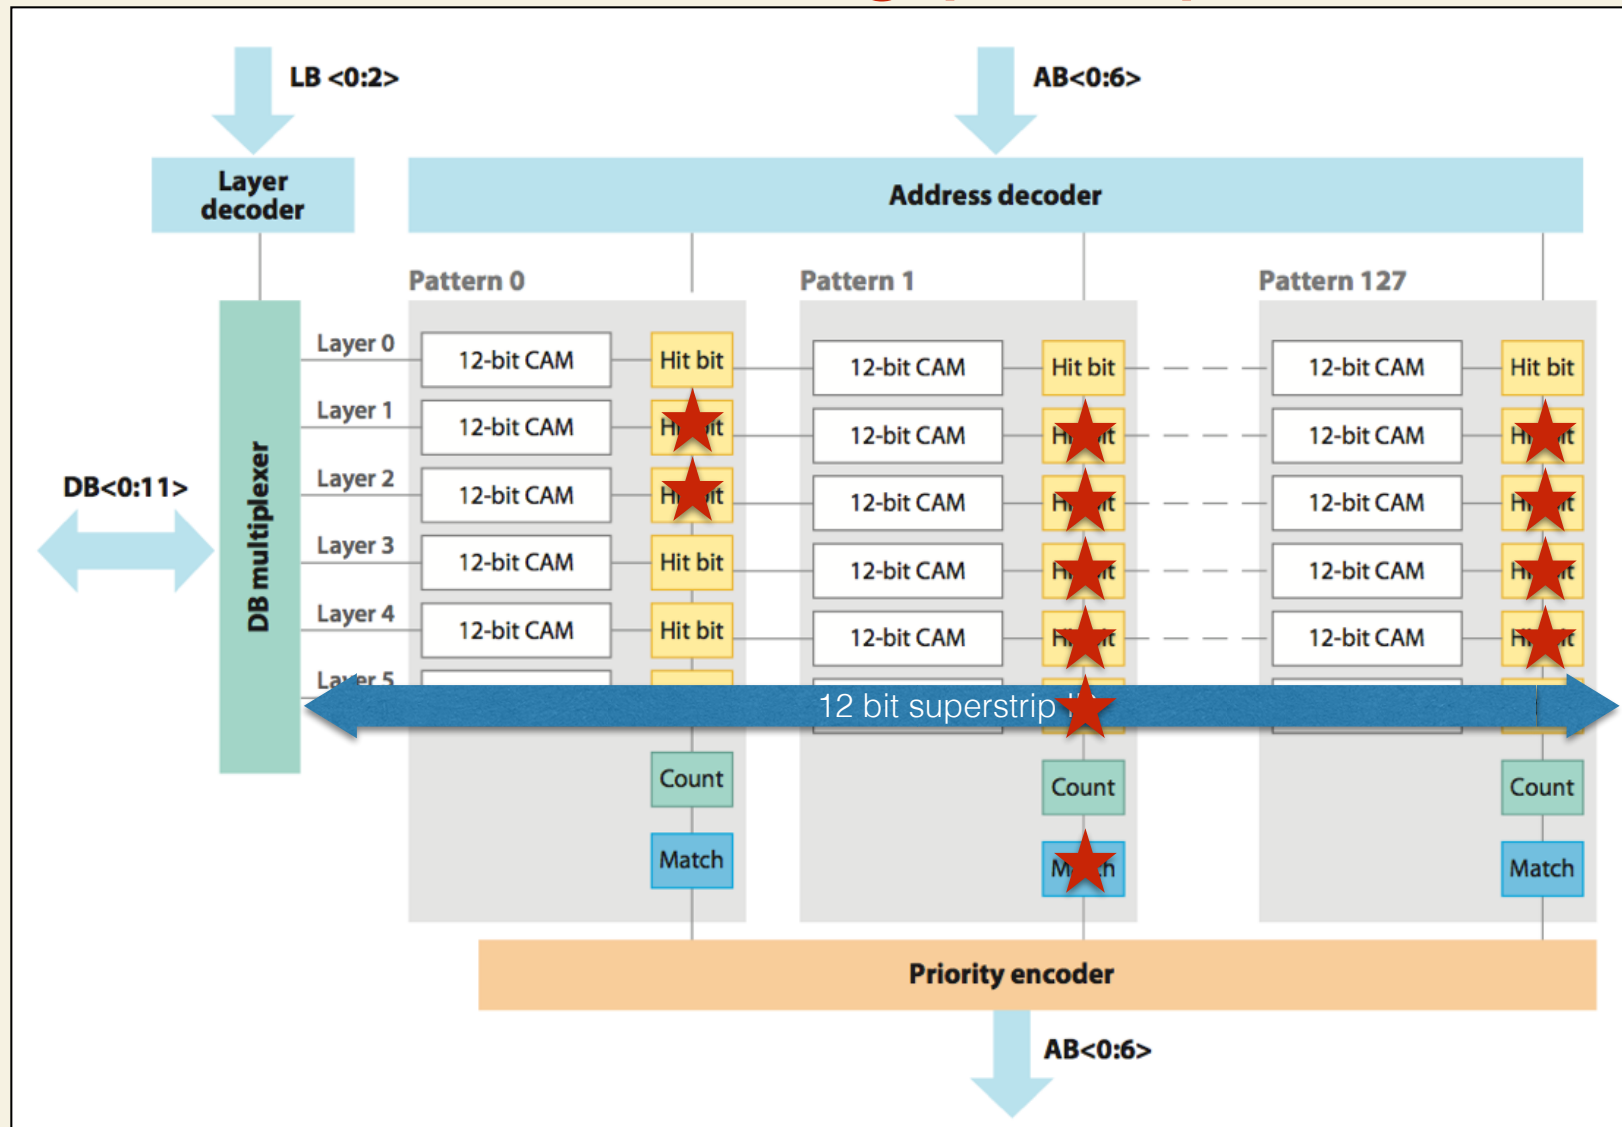 LB <0:2>
AB<0:6>
Layer
decoder
Address decoder
Pattern 0
Pattern 1
Pattern 127
DB<0:11>
DB multiplexer
Layer 0
12-bit CAM
Hit bit
12-bit CAM
Hit bit
12-bit CAM
Hit bit
Layer 1
12-bit CAM
12-bit CAM
12-bit CAM
Layer 2
12-bit CAM
12-bit CAM
12-bit CAM
Layer 3
12-bit CAM
Hit bit
12-bit CAM
12-bit CAM
Layer 4
12-bit CAM
Hit bit
12-bit CAM
12-bit CAM
Layer 5
12 bit superstrip
Count
Count
Count
Match
Match
Priority encoder
AB<0:6>